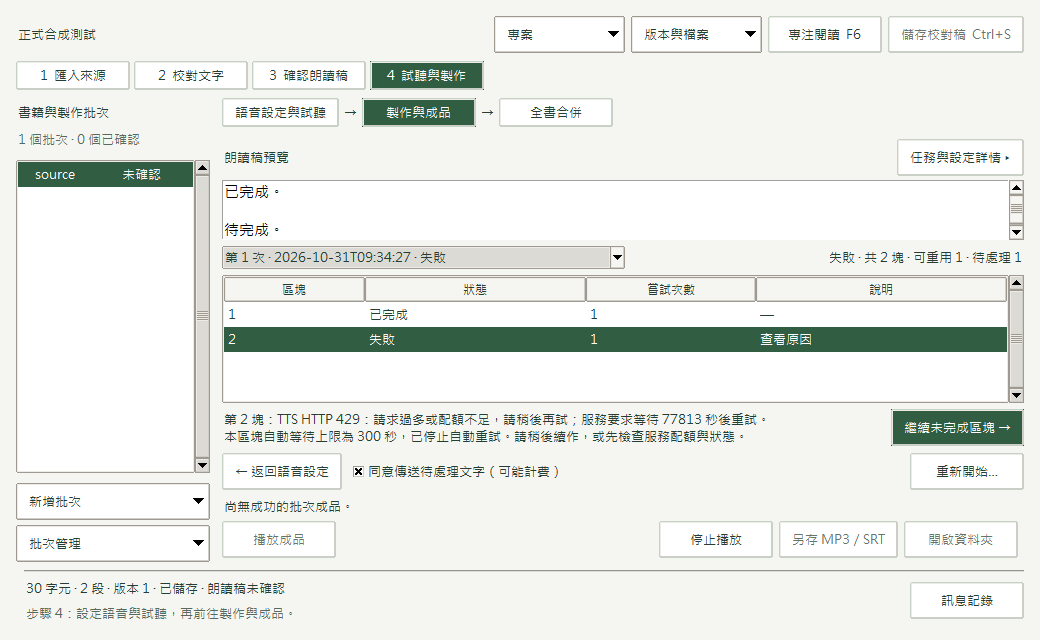 正式合成測試
專案
版本與檔案
專注閱讀 F6
儲存校對稿 Ctrl+S
1 匯入來源
2 校對文字
3 確認朗讀稿
4 試聽與製作
書籍與製作批次
語音設定與試聽
→
製作與成品
→
全書合併
1 個批次 · 0 個已確認
朗讀稿預覽
任務與設定詳情 ▸
source 未確認
已完成。
待完成。
第 1 次 · 2026-10-31T09:34:27 · 失敗
失敗 · 共 2 塊 · 可重用 1 · 待處理 1
區塊 狀態 嘗試次數 說明
1 已完成 1 —
2 失敗 1 查看原因
第 2 塊：TTS HTTP 429：請求過多或配額不足，請稍後再試；服務要求等待 77813 秒後重試。
本區塊自動等待上限為 300 秒，已停止自動重試。請稍後續作，或先檢查服務配額與狀態。
繼續未完成區塊 →
← 返回語音設定
同意傳送待處理文字（可能計費）
重新開始...
新增批次
尚無成功的批次成品。
批次管理
播放成品
停止播放
另存 MP3 / SRT
開啟資料夾
30 字元 · 2 段 · 版本 1 · 已儲存 · 朗讀稿未確認
步驟 4：設定語音與試聽，再前往製作與成品。
訊息記錄